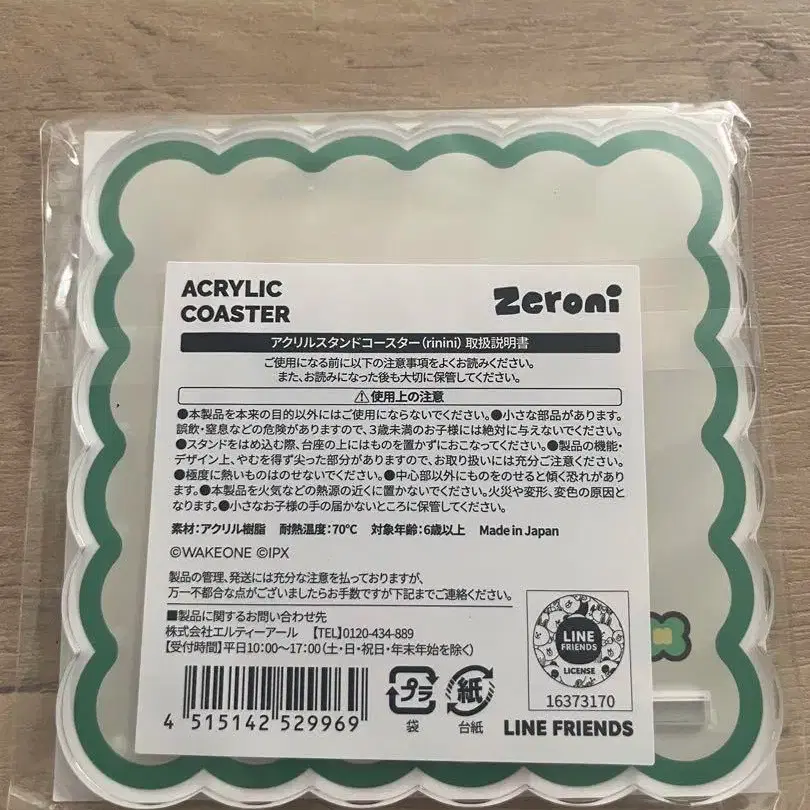 ACRYLIC
COASTER
Zeroni
アクリルスタンドコースター(rinini)取扱説明書
ご使用になる前に以下の注意事項をよくお読みください。
また、お読みになった後も大切に保管してください。
⚠使用上の注意
●本製品を本来の目的以外にはご使用にならないでください。●小さな部品があります。
誤飲・窒息などの危険がありますので、3歳未満のお子様には絶対に与えないでください。
●スタンドをはめ込む際、台座の上にはものを置かずにおこなってください。●製品の機能・
デザイン上、やむを得ず尖った部分がありますので、お取り扱いには充分ご注意ください。
●極度に熱いものはのせないでください。●中心部以外にものをのせると傾く恐れがありま
す。●本製品を火気などの熱源の近くに置かないでください。火災や変形、変色の原因と
なります。●小さなお子様の手の届かないところに保管してください。
素材:アクリル樹脂 耐熱温度:70℃ 対象年齢:6歳以上 Made in Japan
©WAKEONE ©IPX
製品の管理、発送には充分な注意を払っておりますが、
万一不都合な点がございましたらお手数ですが下記までご連絡ください。
■製品に関するお問い合わせ先
株式会社エルティーアール 【TEL】0120-434-889
【受付時間】平日10:00〜17:00(土・日・祝日・年末年始を除く)
LINE
FRIENDS
LICENSE
16373170
4 515142 529969
プラ
袋
紙
台紙
LINE FRIENDS